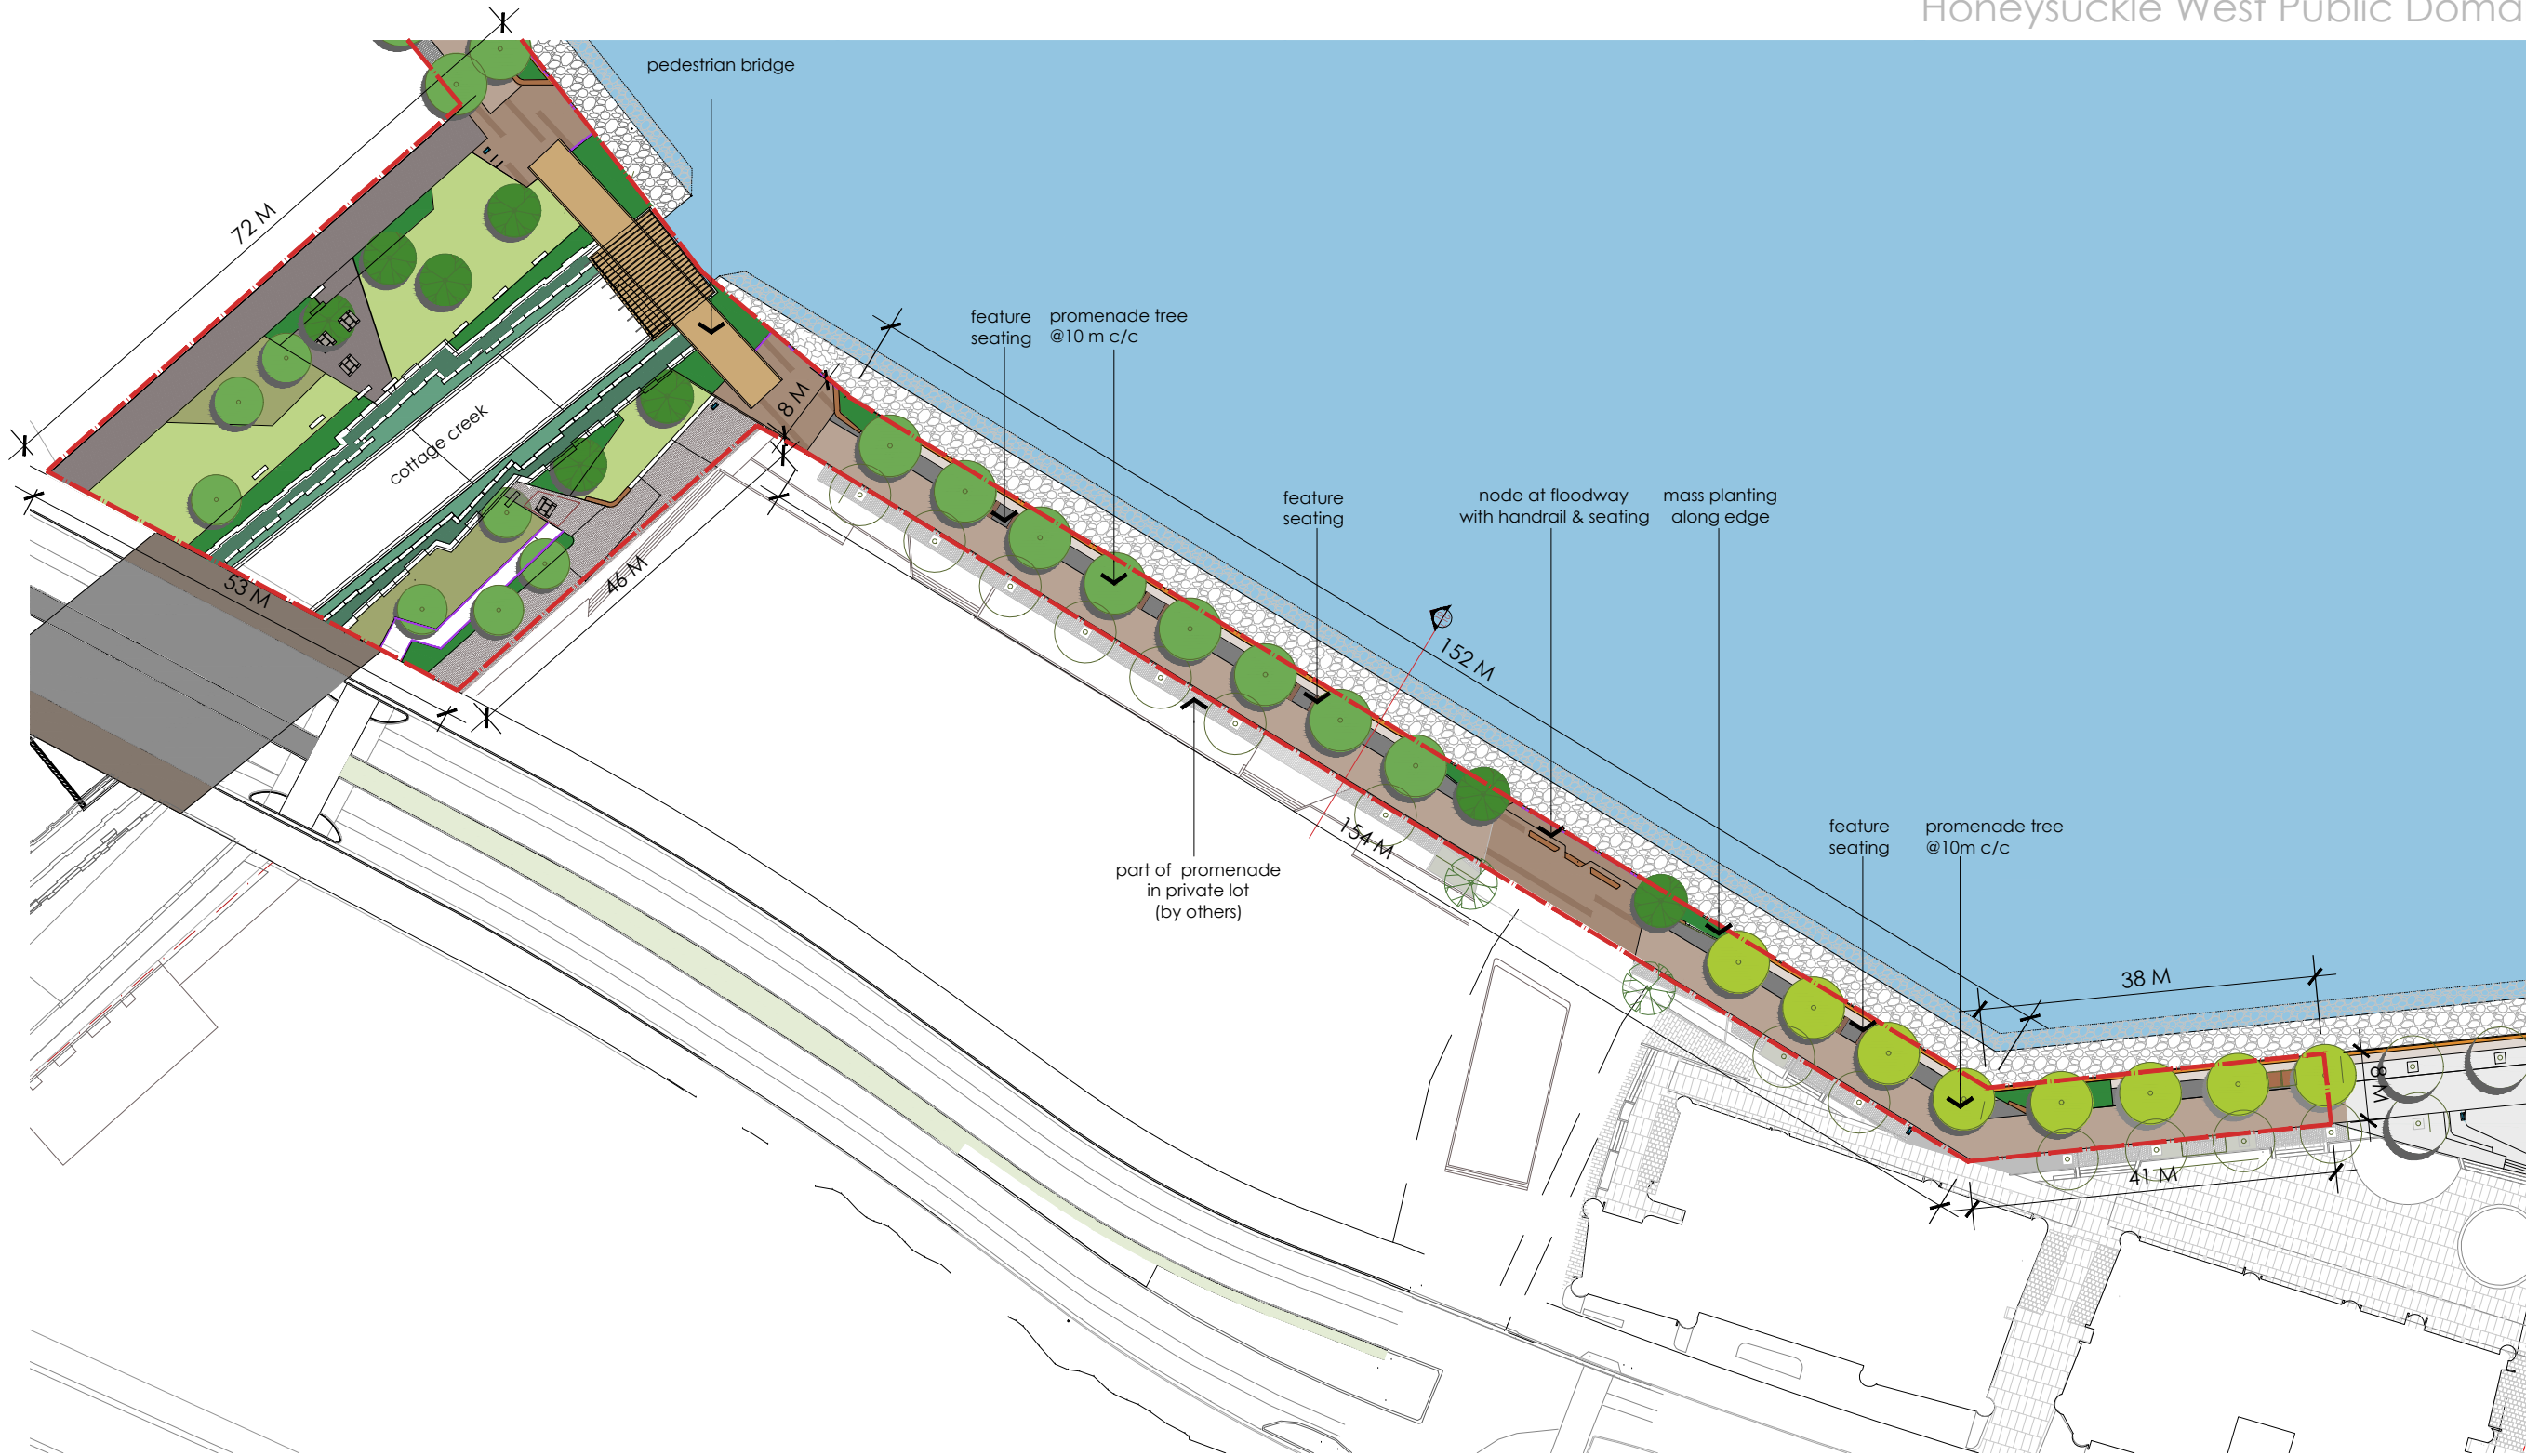 Honeysuckle West Public Doma
pedestrian bridge
72 M
feature
seating
promenade tree
@10 m c/c
8 M
cottage creek
feature
seating
node at floodway
with handrail & seating
mass planting
along edge
53 M
46 M
152 M
154 M
feature
seating
promenade tree
@10m c/c
part of promenade
in private lot
(by others)
38 M
8 M
41 M